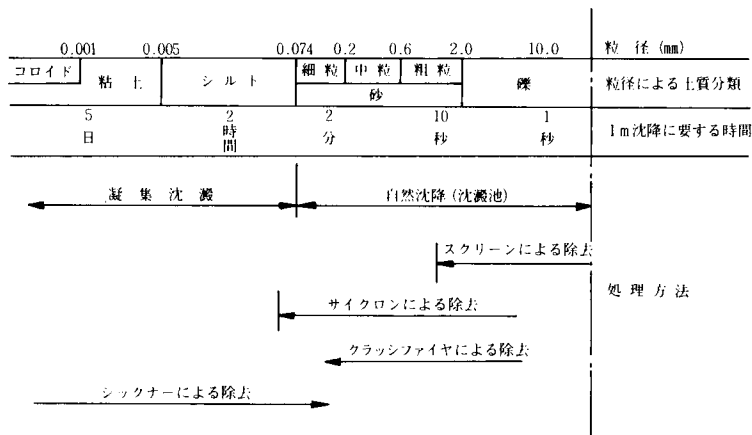 0.001 0.005 0.074 0.2 0.6 2.0 10.0 粒 径 (mm)
コロイド 粘 土 シ ル ト 細 粒 中 粒 粗 粒 礫 粒径による土質分類
砂
5日 2時間 2分 10秒 1秒 1m沈降に要する時間
凝 集 沈 澱 自然沈降(沈澱池)
スクリーンによる除去
処 理 方 法
サイクロンによる除去
クラッシファイヤによる除去
シックナーによる除去